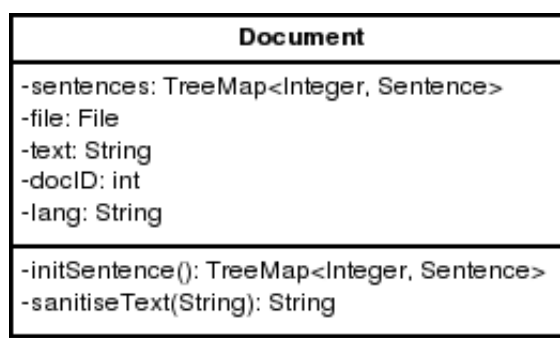 Document
-sentences: TreeMap<Integer, Sentence>
-file: File
-text: String
-docID: int
-lang: String
-initSentence(): TreeMap<Integer, Sentence>
-sanitiseText(String): String